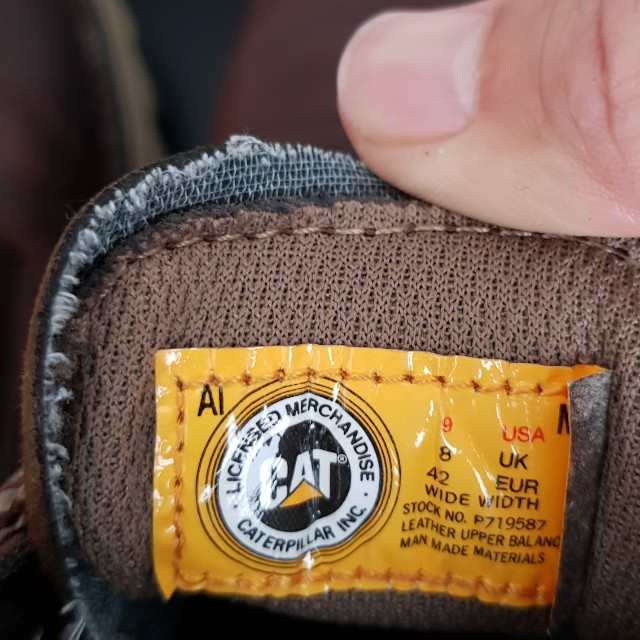 AI
LICENSED MERCHANDISE
CAT®
CATERPILLAR INC.
9 USA
8 UK
42 EUR
WIDE WIDTH
STOCK NO. P719587
LEATHER UPPER BALANC
MAN MADE MATERIALS